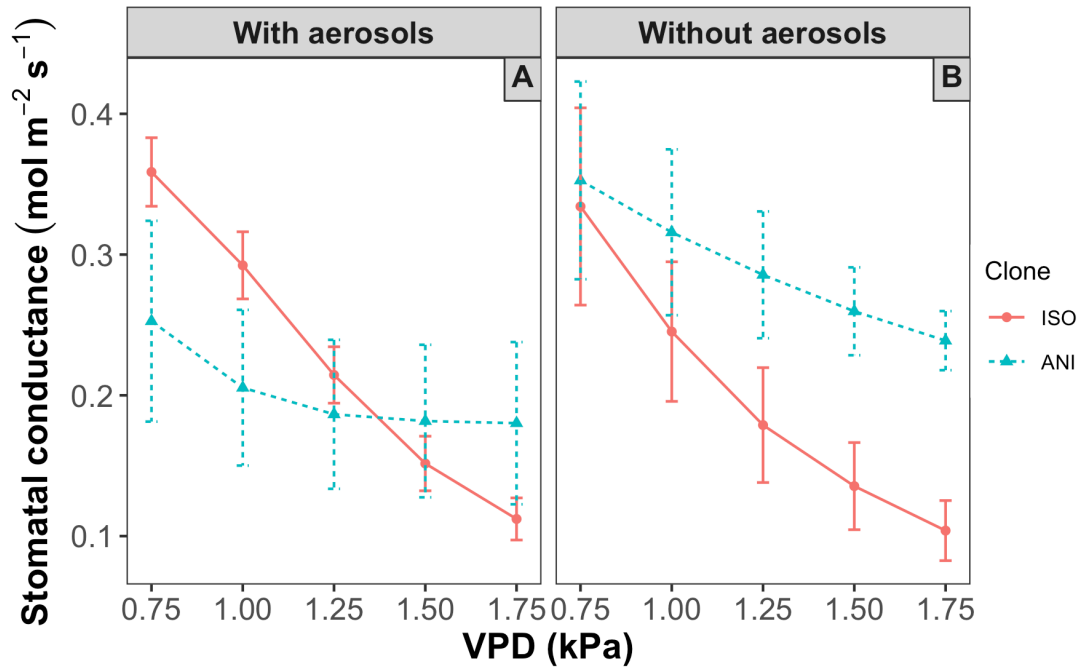 With aerosols
Without aerosols
A
B
Stomatal conductance (mol m⁻² s⁻¹)
0.4
0.3
0.2
0.1
0.75 1.00 1.25 1.50 1.75
0.75 1.00 1.25 1.50 1.75
VPD (kPa)
Clone
ISO
ANI